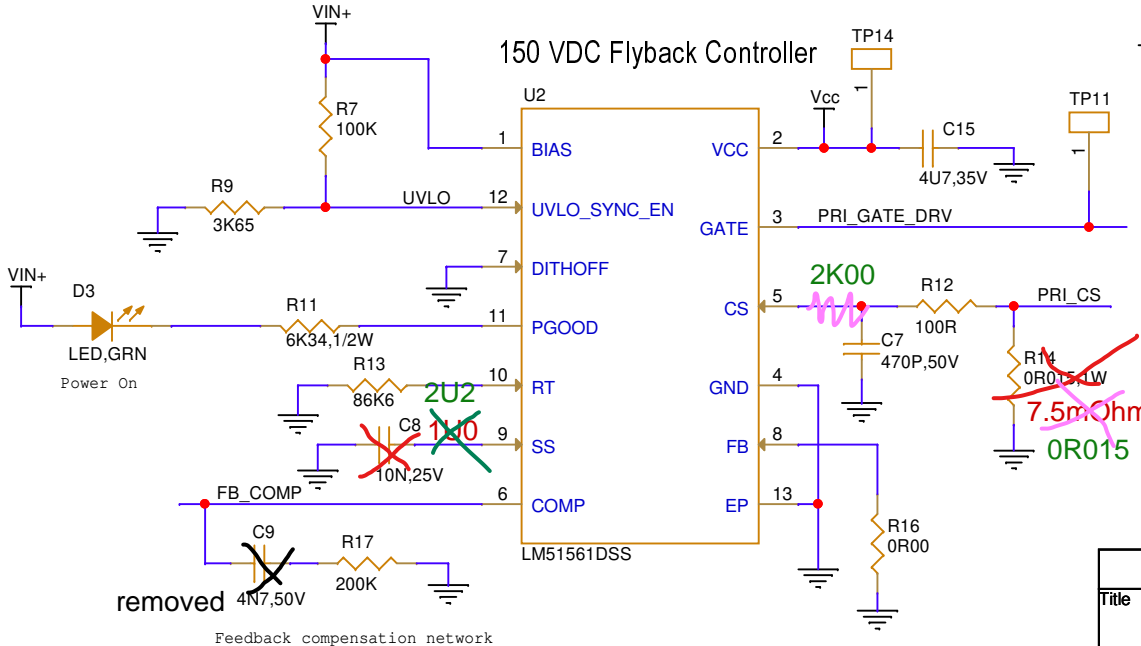 VIN+
150 VDC Flyback Controller
TP14
1
TP11
1
U2
Vcc
R7
100K
C15
4U7,35V
1 BIAS
VCC 2
R9
3K65
UVLO
12 UVLO_SYNC_EN
GATE 3
PRI_GATE_DRV
7 DITHOFF
VIN+
D3
LED,GRN
Power On
R11
6K34,1/2W
11 PGOOD
2K00
CS 5
R12
100R
PRI_CS
C7
470P,50V
R14
0R015,1W
7.5mOhm
0R015
R13
86K6
10 RT
GND 4
2U2
C8
1U0
10N,25V
9 SS
FB 8
FB_COMP
6 COMP
EP 13
C9
4N7,50V
removed
R17
200K
R16
0R00
LM51561DSS
Feedback compensation network
Title